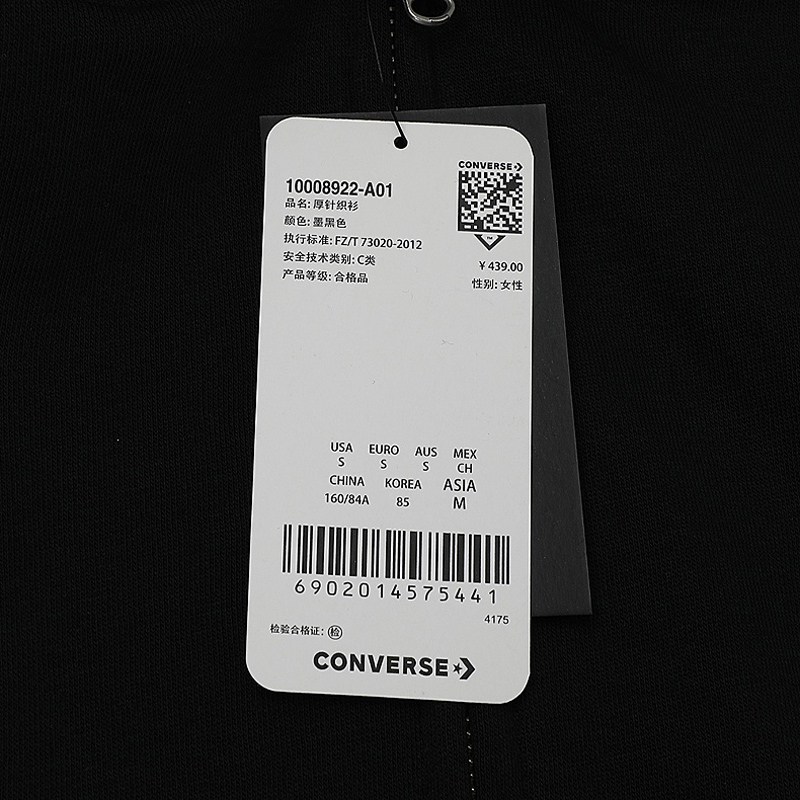 CONVERSE
10008922-A01
品名: 厚针织衫
颜色: 墨黑色
执行标准: FZ/T 73020-2012
安全技术类别: C类
产品等级: 合格品
TM
¥ 439.00
性别: 女性
USA EURO AUS MEX
S S S CH
CHINA KOREA ASIA
160/84A 85 M
6902014575441
4175
检验合格证: 检
CONVERSE